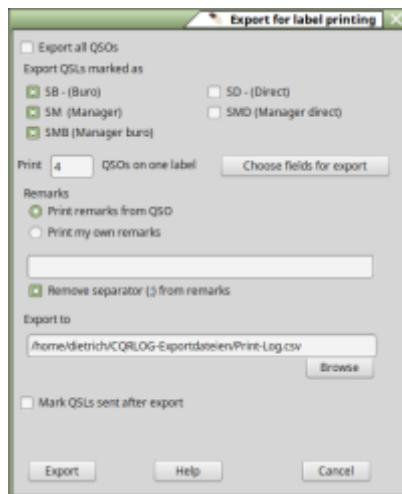 Export for label printing
Export all QSOs
Export QSLs marked as
SB - (Buro) SD - (Direct)
SM (Manager) SMD (Manager direct)
SMB (Manager buro)
Print 4 QSOs on one label Choose fields for export
Remarks
Print remarks from QSO
Print my own remarks
Remove separator (;) from remarks
Export to
/home/dietrich/CQRLOG-Exportdateien/Print-Log.csv
Browse
Mark QSLs sent after export
Export Help Cancel